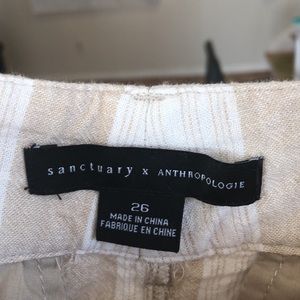 sanctuary x ANTHROPOLOGIE
26
MADE IN CHINA
FABRIQUE EN CHINE